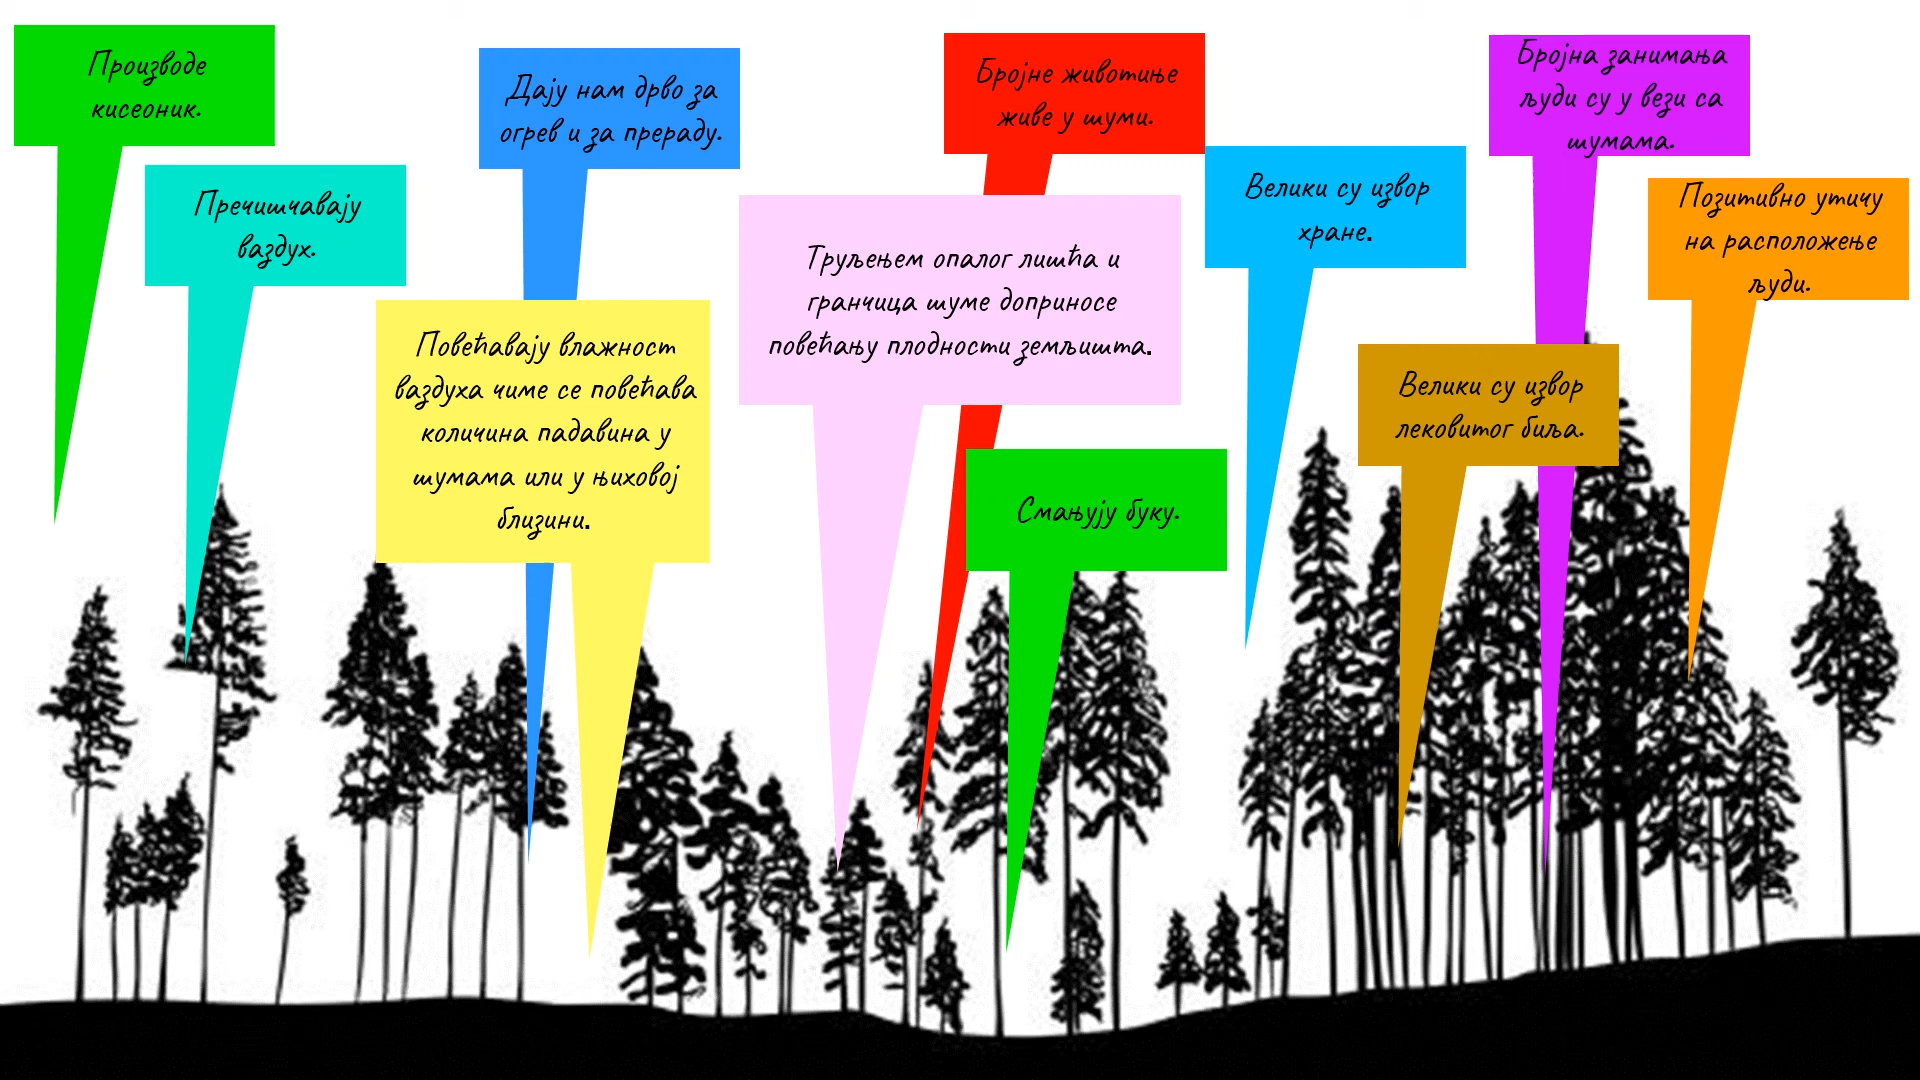 Производе
кисеоник.
Пречишчавају
ваздух.
Дају нам дрво за
огрев и за прераду.
Повећавају влажност
ваздуха чиме се повећава
количина падавина у
шумама или у њиховој
близини.
Бројне животиње
живе у шуми.
Труљењем опалог лишћа и
гранчица шуме доприносе
повећању плодности земљишта.
Смањују буку.
Велики су извор
хране.
Бројна занимања
људи су у вези са
шумама.
Велики су извор
лековитог биља.
Позитивно утичу
на расположење
људи.